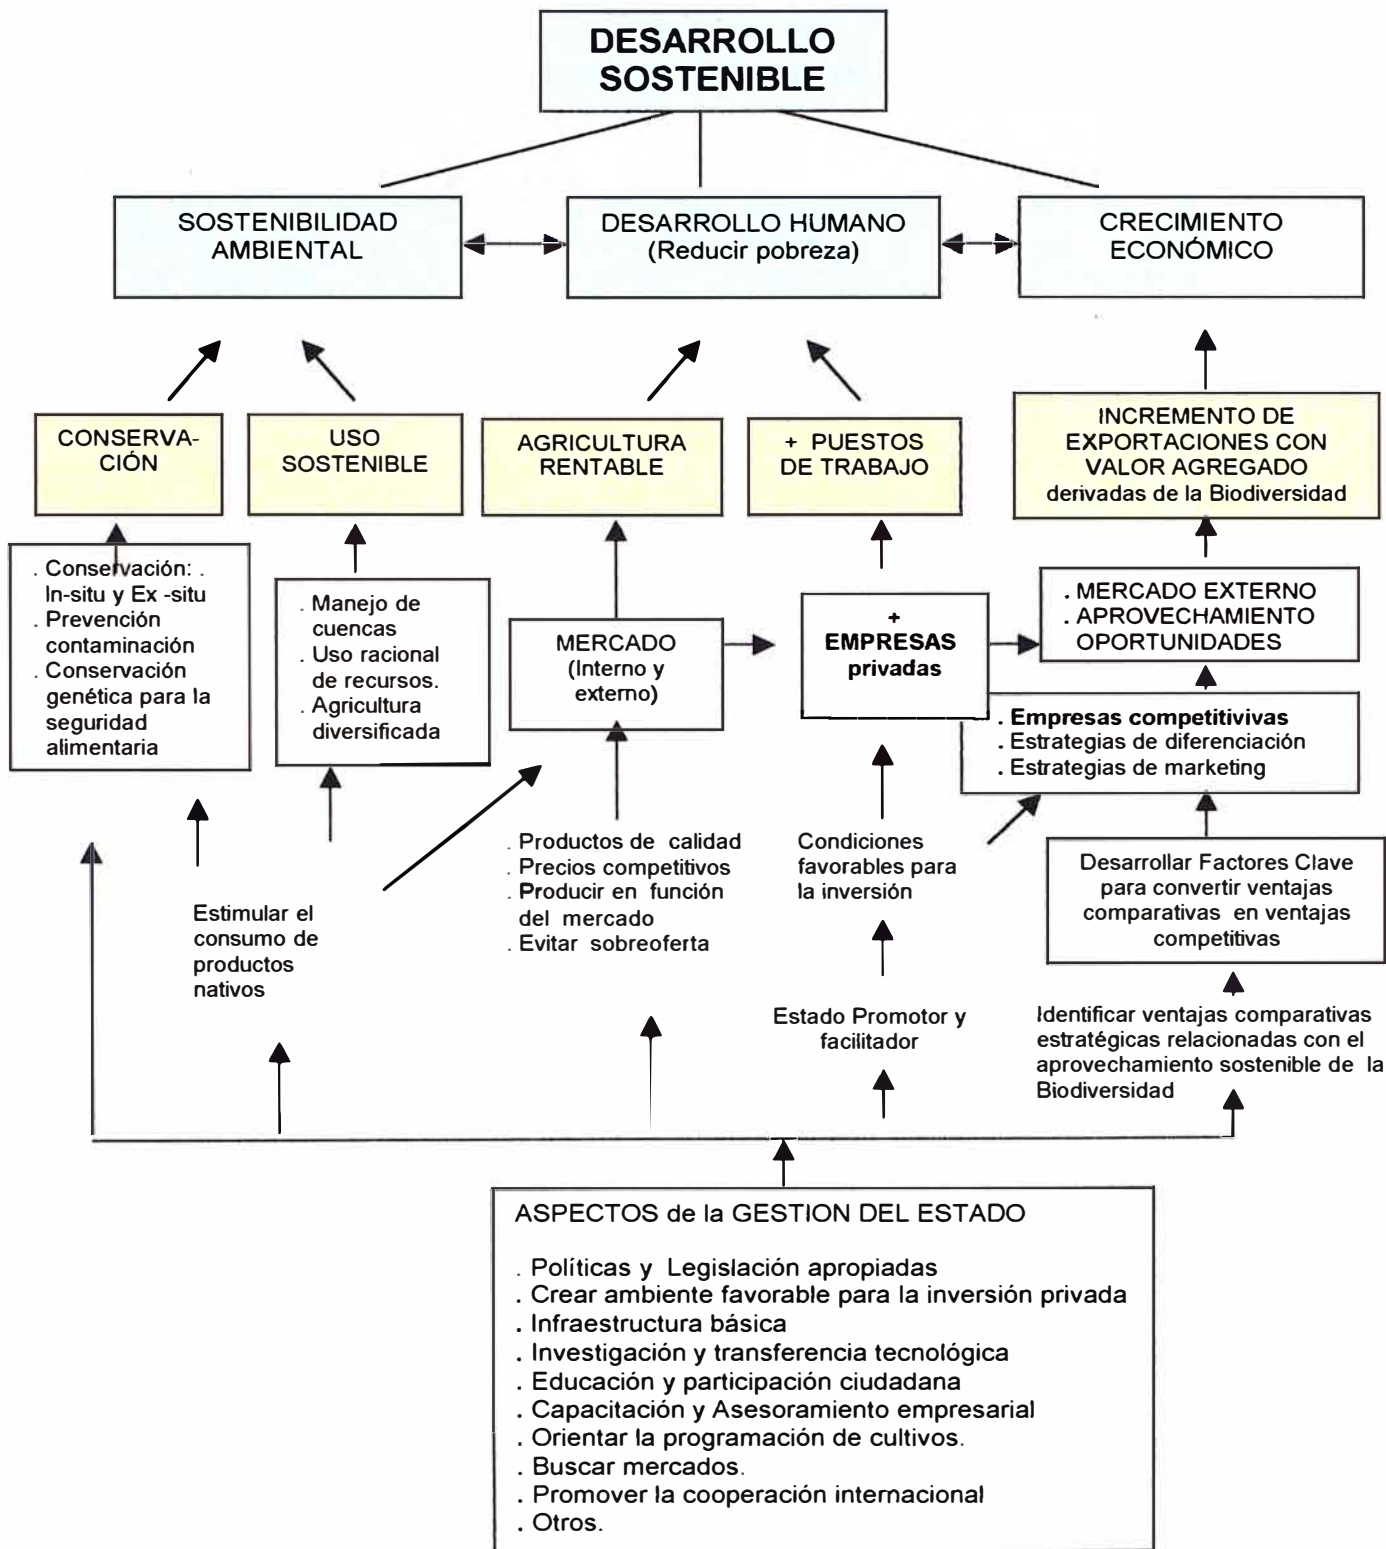 DESARROLLO
SOSTENIBLE
SOSTENIBILIDAD
AMBIENTAL
DESARROLLO HUMANO
(Reducir pobreza)
CRECIMIENTO
ECONÓMICO
CONSERVA-
CIÓN
USO
SOSTENIBLE
AGRICULTURA
RENTABLE
+ PUESTOS
DE TRABAJO
INCREMENTO DE
EXPORTACIONES CON
VALOR AGREGADO
derivadas de la Biodiversidad
. Conservación: .
In-situ y Ex -situ
. Prevención
contaminación
. Conservación
genética para la
seguridad
alimentaria
. Manejo de
cuencas
. Uso racional
de recursos.
. Agricultura
diversificada
MERCADO
(Interno y
externo)
+
EMPRESAS
privadas
. MERCADO EXTERNO
. APROVECHAMIENTO
OPORTUNIDADES
. Empresas competitivivas
. Estrategias de diferenciación
. Estrategias de marketing
Estimular el
consumo de
productos
nativos
. Productos de calidad
. Precios competitivos
. Producir en función
del mercado
. Evitar sobreoferta
Condiciones
favorables para
la inversión
Desarrollar Factores Clave
para convertir ventajas
comparativas en ventajas
competitivas
Estado Promotor y
facilitador
Identificar ventajas comparativas
estratégicas relacionadas con el
aprovechamiento sostenible de la
Biodiversidad
ASPECTOS de la GESTION DEL ESTADO
. Políticas y Legislación apropiadas
. Crear ambiente favorable para la inversión privada
. Infraestructura básica
. Investigación y transferencia tecnológica
. Educación y participación ciudadana
. Capacitación y Asesoramiento empresarial
. Orientar la programación de cultivos.
. Buscar mercados.
. Promover la cooperación internacional
. Otros.